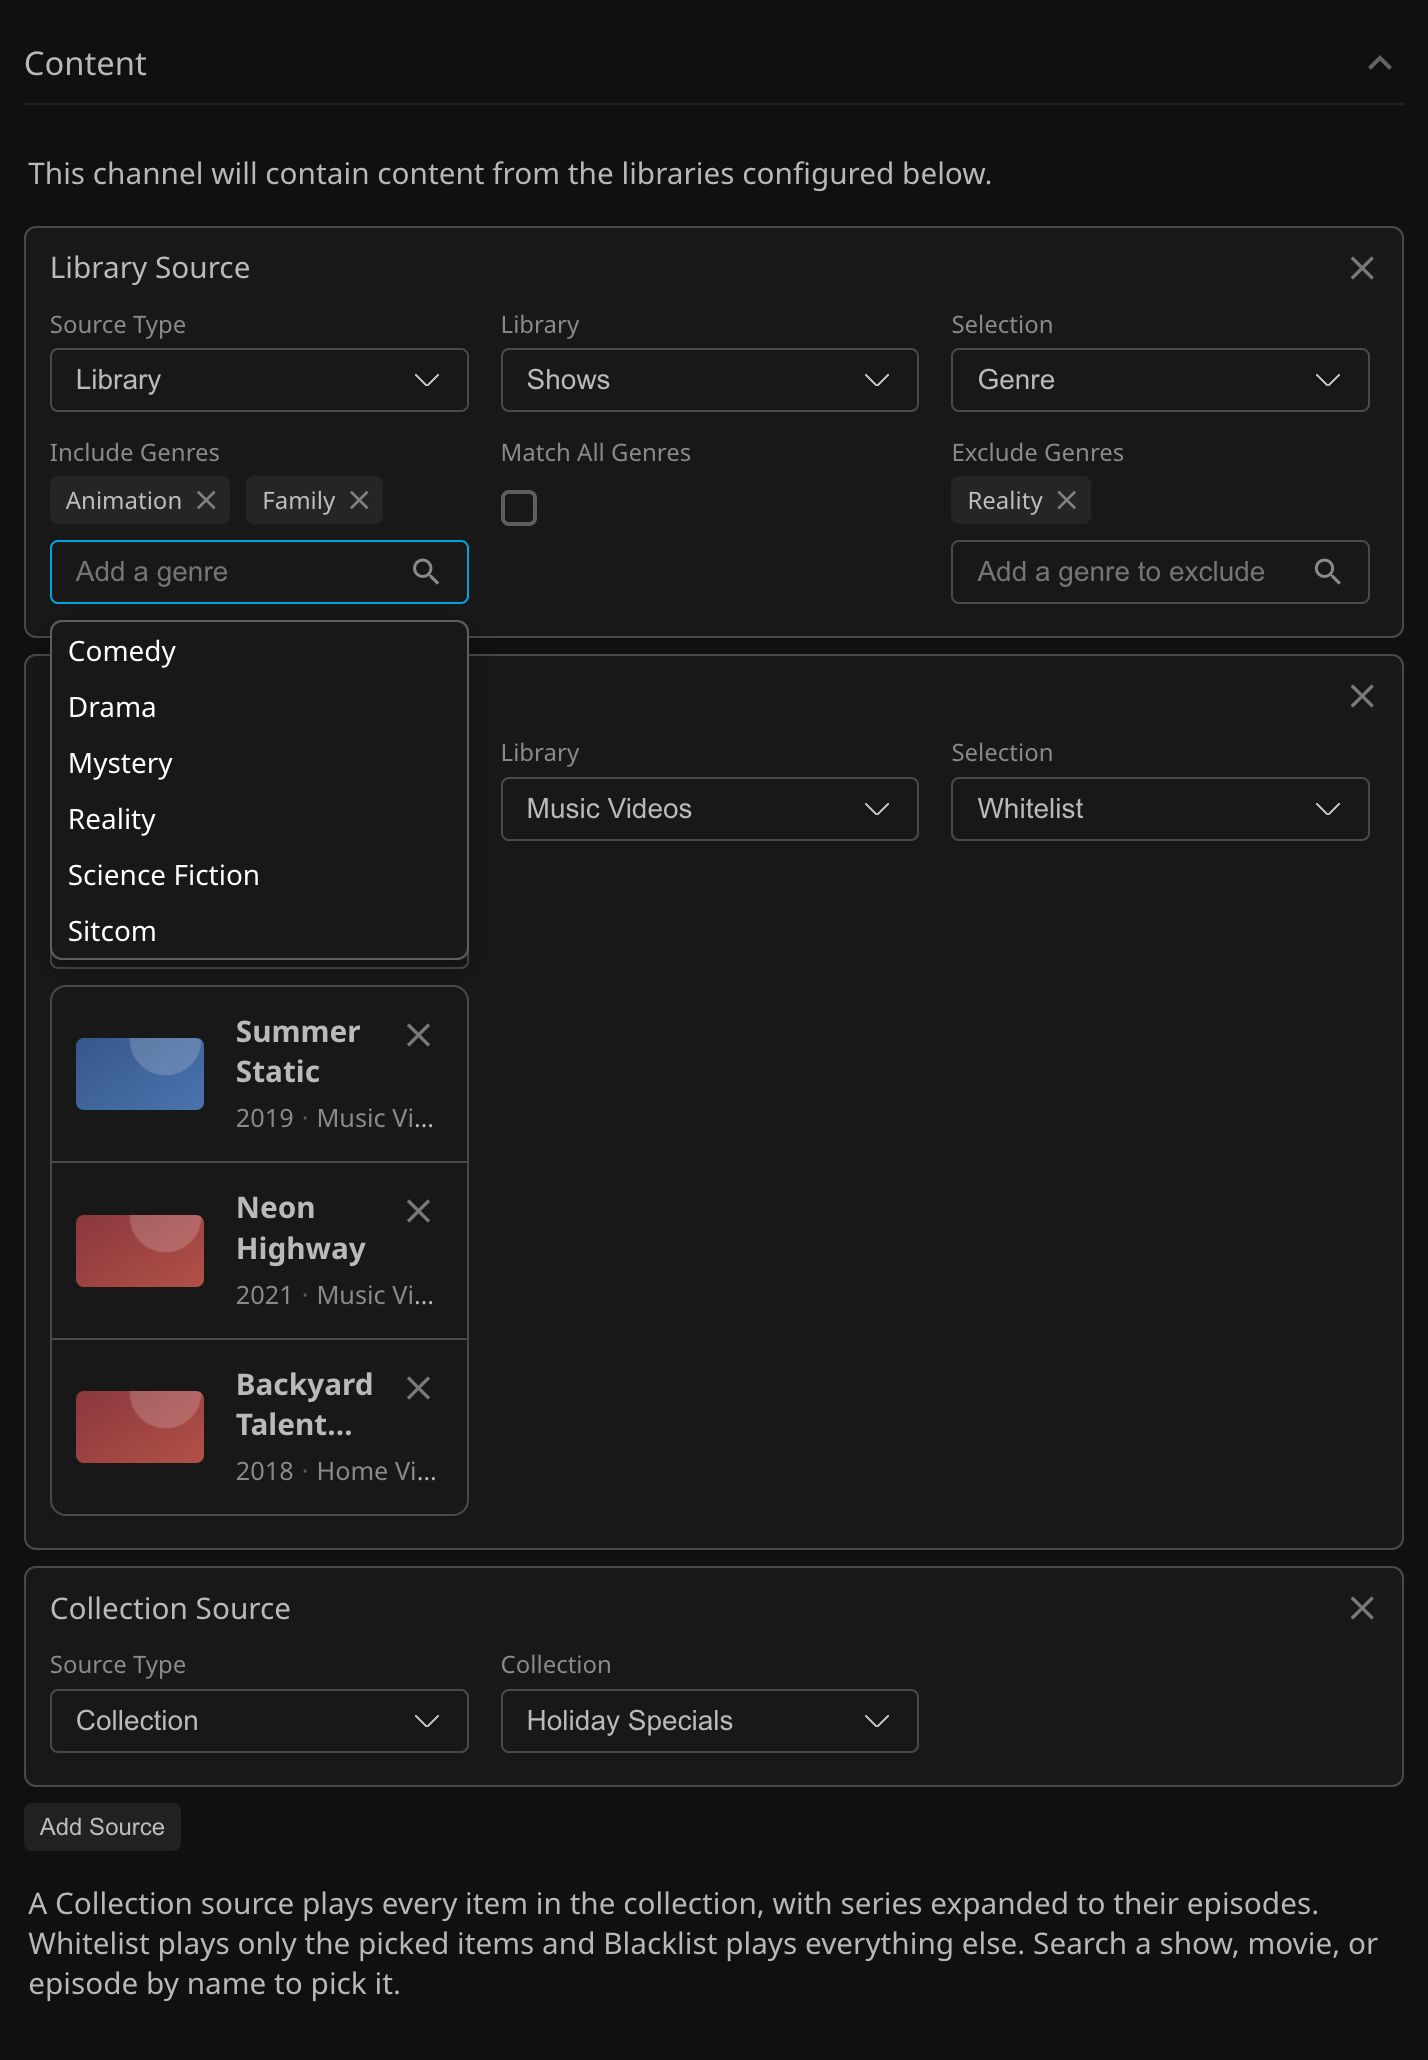 Content
This channel will contain content from the libraries configured below.
Library Source
Source Type
Library
Selection
Library
Shows
Genre
Include Genres
Match All Genres
Exclude Genres
Animation
Family
Reality
Add a genre
Add a genre to exclude
Comedy
Drama
Mystery
Reality
Science Fiction
Sitcom
Library
Selection
Music Videos
Whitelist
Summer
Static
2019 · Music Vi...
Neon
Highway
2021 · Music Vi...
Backyard
Talent...
2018 · Home Vi...
Collection Source
Source Type
Collection
Collection
Holiday Specials
Add Source
A Collection source plays every item in the collection, with series expanded to their episodes.
Whitelist plays only the picked items and Blacklist plays everything else. Search a show, movie, or
episode by name to pick it.